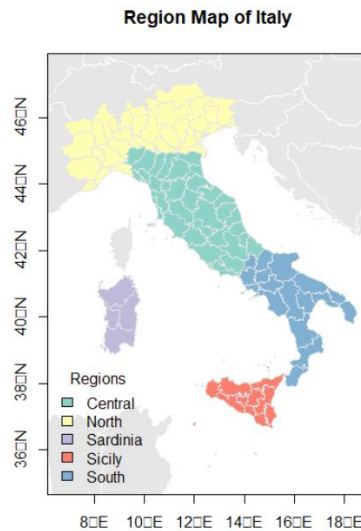 Region Map of Italy
46□N
44□N
42□N
40□N
38□N
36□N
Regions
Central
North
Sardinia
Sicily
South
8□E
10□E
12□E
14□E
16□E
18□E